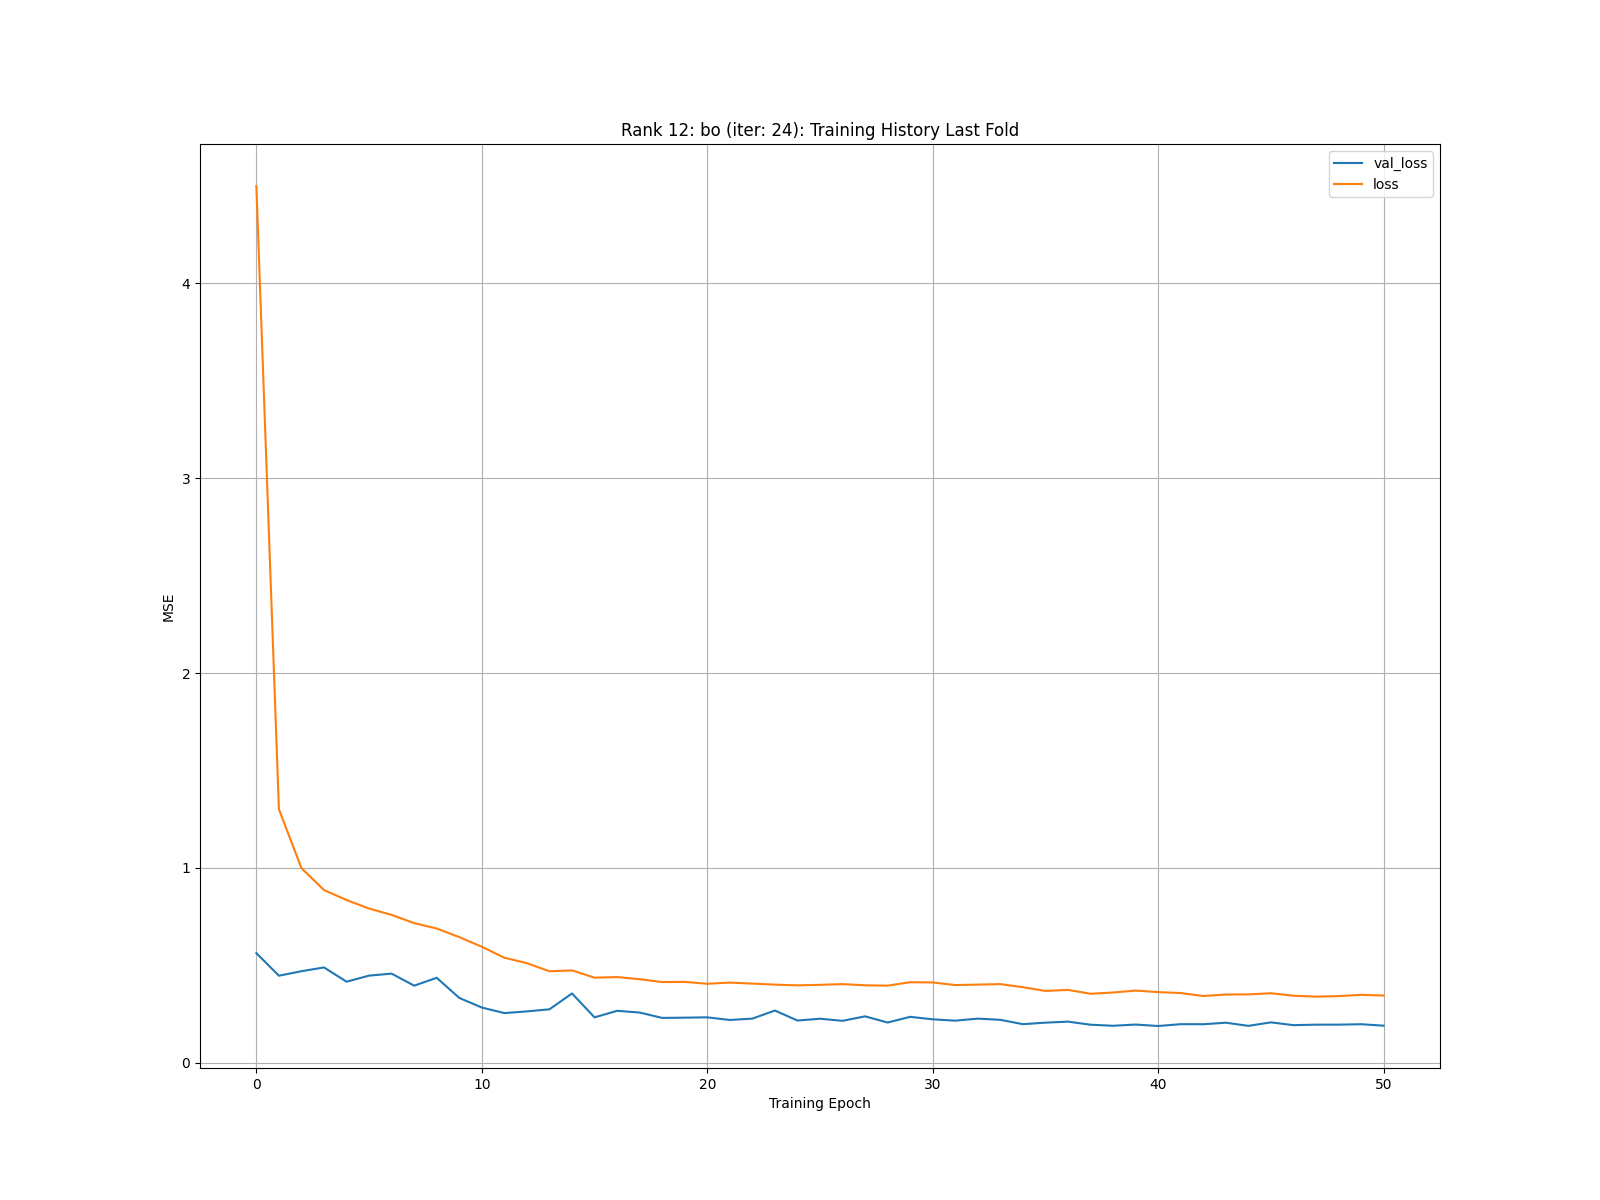 Rank 12: bo (iter: 24): Training History Last Fold
val_loss
loss
4
3
2
1
0
MSE
0 10 20 30 40 50
Training Epoch